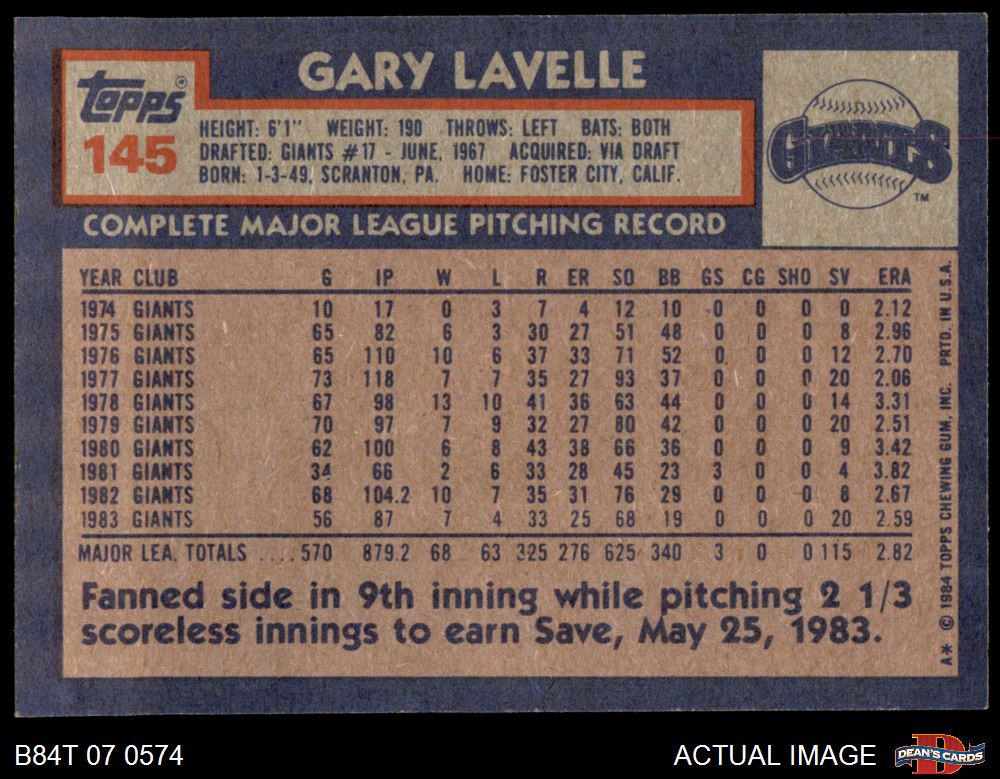 GARY LAVELLE
Topps®
145
HEIGHT: 6'1" WEIGHT: 190 THROWS: LEFT BATS: BOTH
DRAFTED: GIANTS #17 - JUNE, 1967 ACQUIRED: VIA DRAFT
BORN: 1-3-49, SCRANTON, PA. HOME: FOSTER CITY, CALIF.
GIANTS
TM
COMPLETE MAJOR LEAGUE PITCHING RECORD
YEAR CLUB G IP W L R ER SO BB GS CG SHO SV ERA
1974 GIANTS 10 17 0 3 7 4 12 10 0 0 0 0 2.12
1975 GIANTS 65 82 6 3 30 27 51 48 0 0 0 8 2.96
1976 GIANTS 65 110 10 6 37 33 71 52 0 0 0 12 2.70
1977 GIANTS 73 118 7 7 35 27 93 37 0 0 0 20 2.06
1978 GIANTS 67 98 13 10 41 36 63 44 0 0 0 14 3.31
1979 GIANTS 70 97 7 9 32 27 80 42 0 0 0 20 2.51
1980 GIANTS 62 100 6 8 43 38 66 36 0 0 0 9 3.42
1981 GIANTS 34 66 2 6 33 28 45 23 3 0 0 4 3.82
1982 GIANTS 68 104.2 10 7 35 31 76 29 0 0 0 8 2.67
1983 GIANTS 56 87 7 4 33 25 68 19 0 0 0 20 2.59
MAJOR LEA. TOTALS .... 570 879.2 68 63 325 276 625 340 3 0 0 115 2.82
Fanned side in 9th inning while pitching 2 1/3
scoreless innings to earn Save, May 25, 1983.
A* © 1984 TOPPS CHEWING GUM, INC. PRTD. IN U.S.A.
B84T 07 0574
ACTUAL IMAGE
D
DEAN'S CARDS